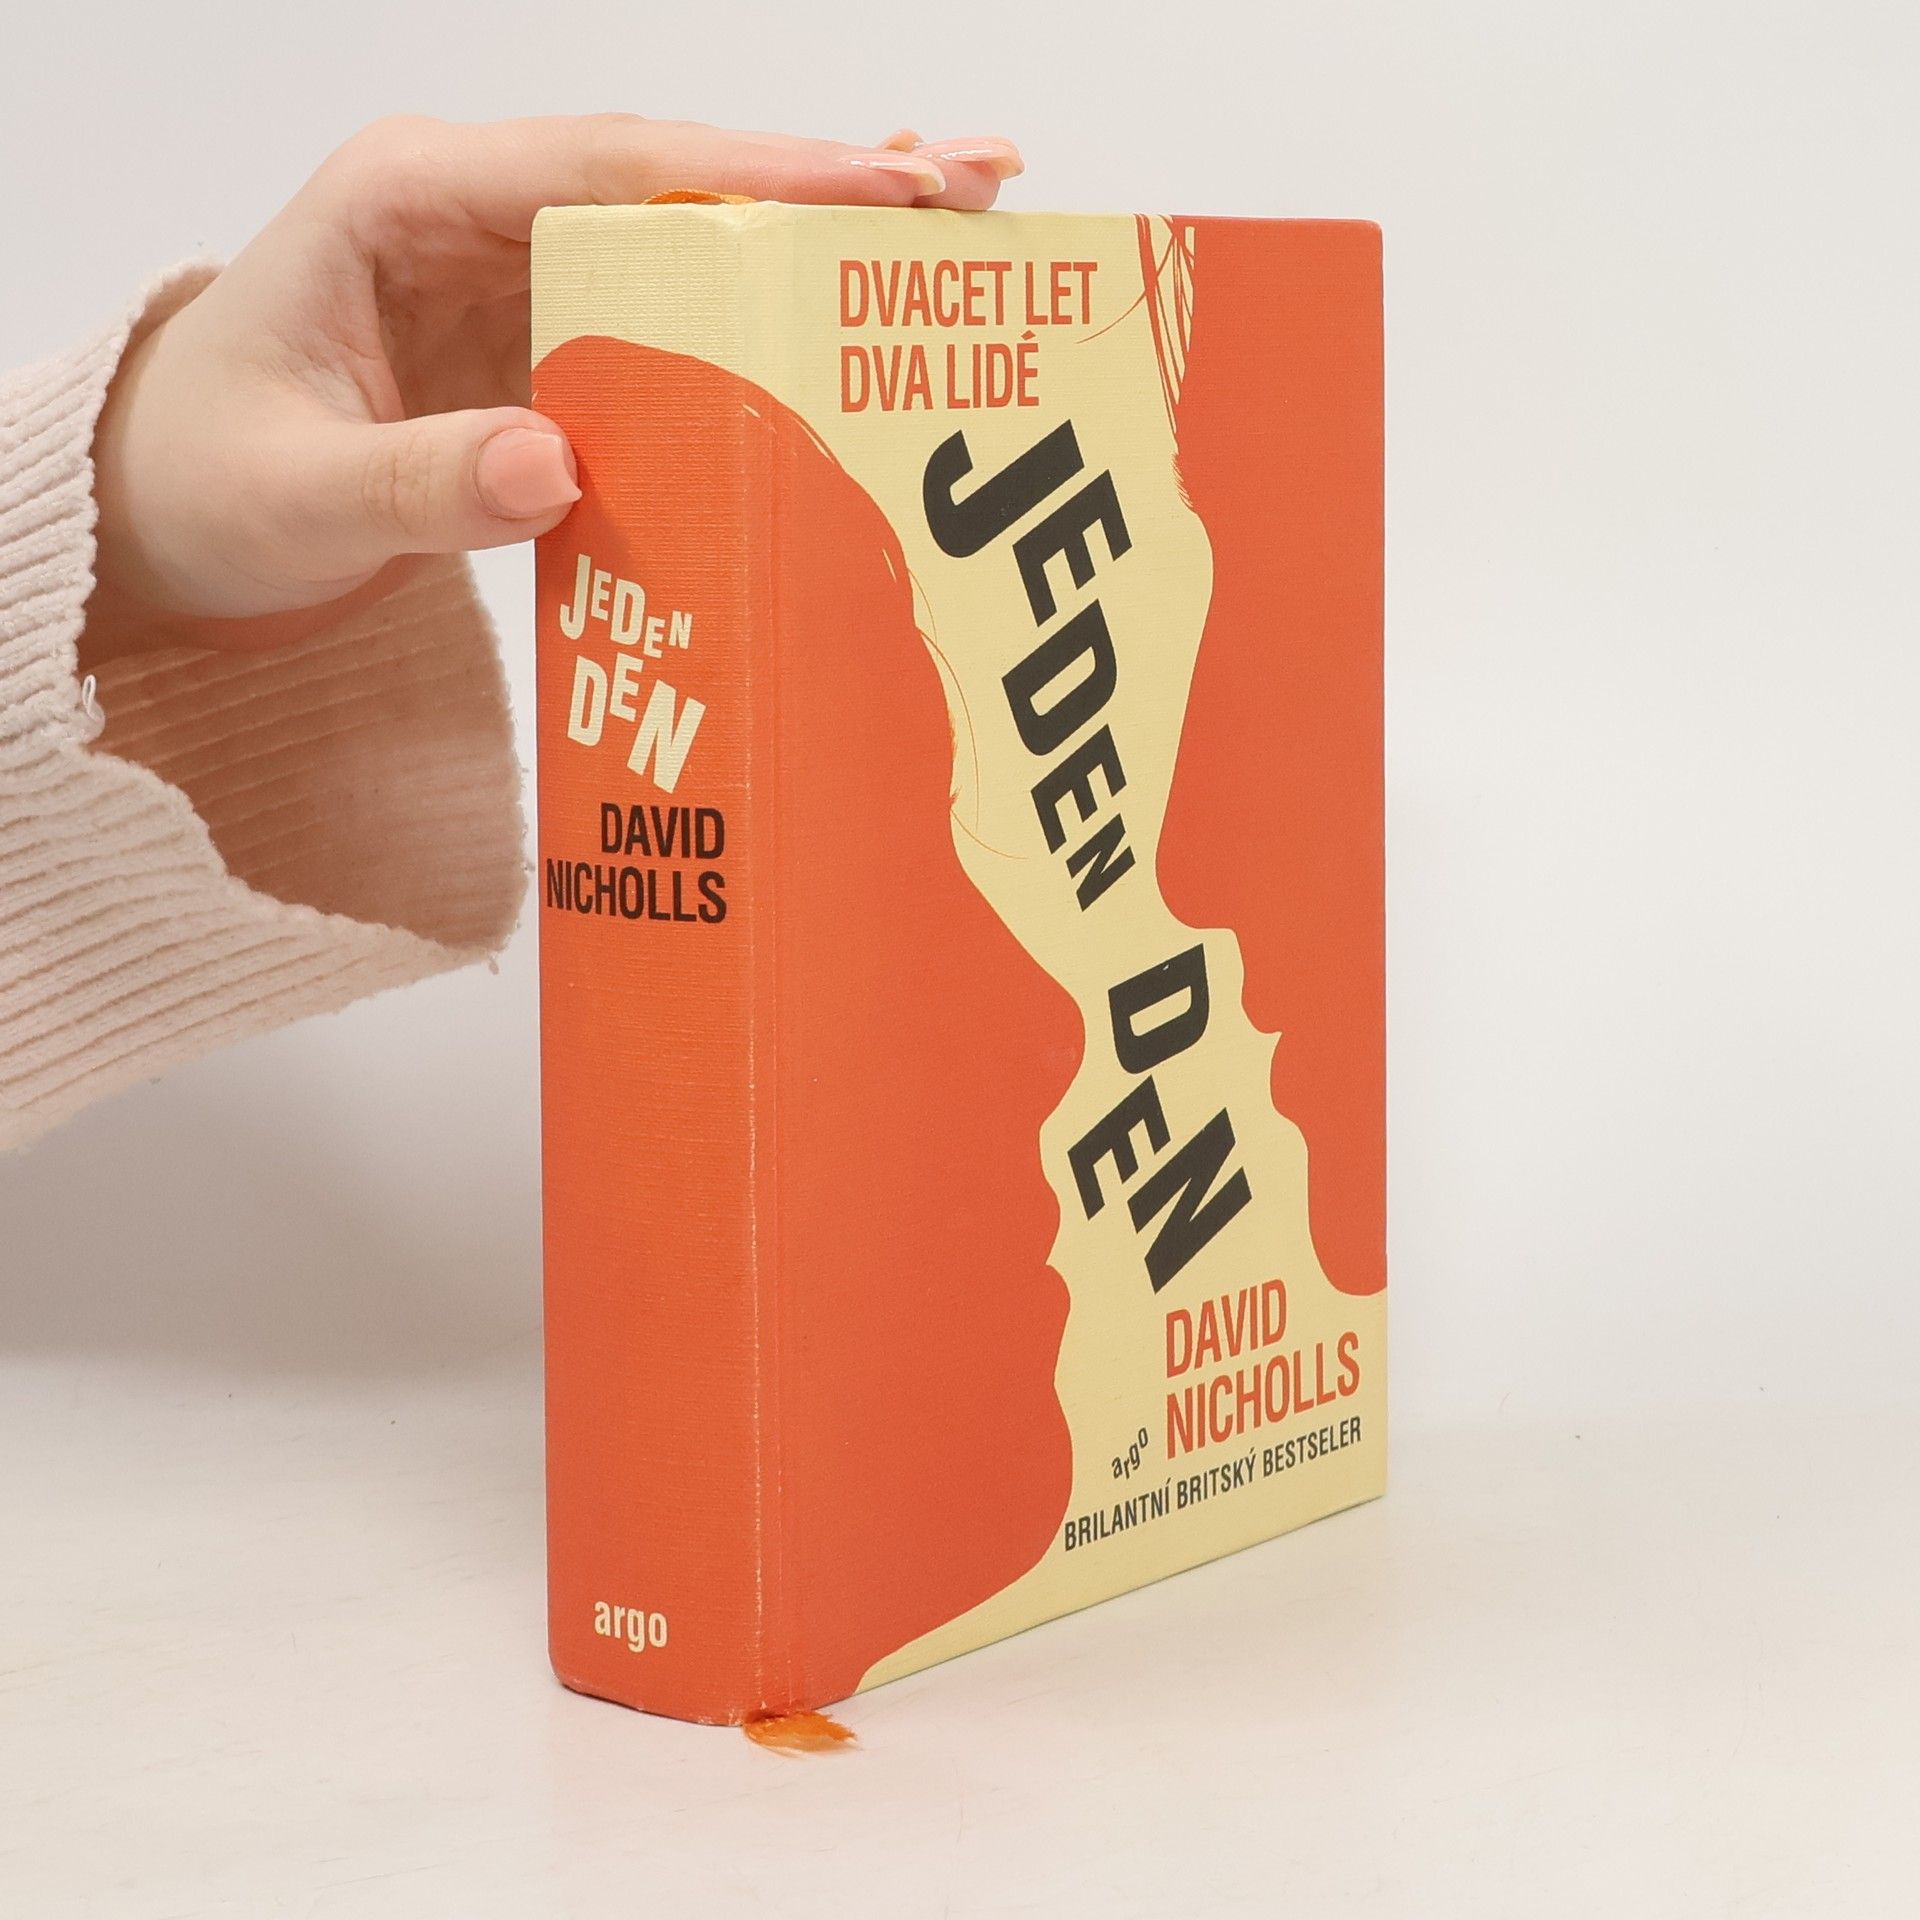 JEDEN
DEN
DAVID
NICHOLLS
argo
DVACET LET
DVA LIDÉ
JEDEN DEN
DAVID
NICHOLLS
argo
BRILANTNÍ BRITSKÝ BESTSELER